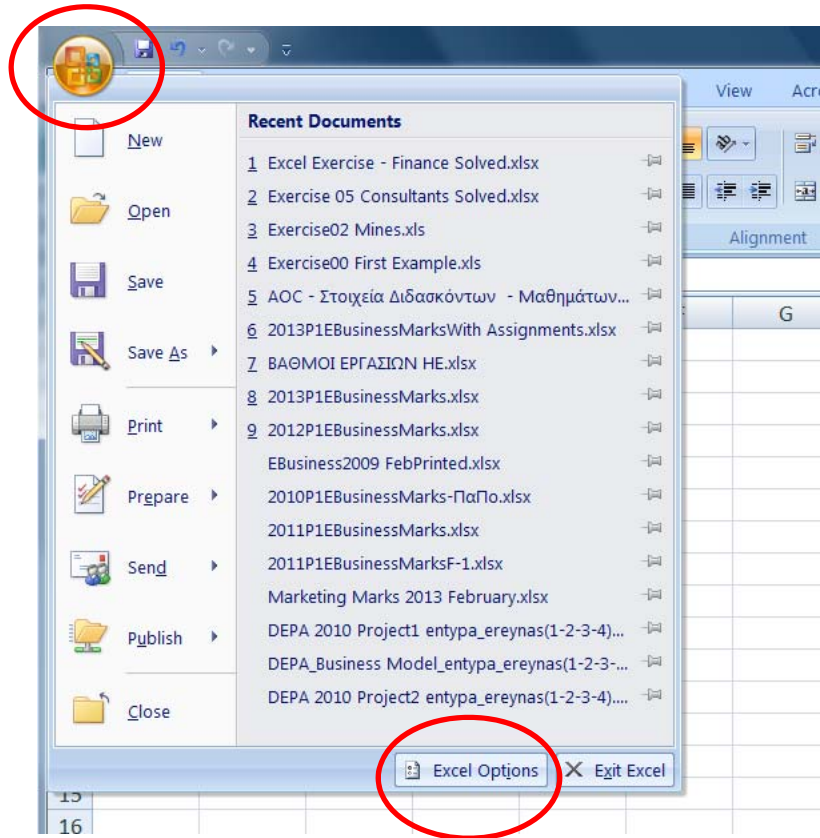 View Acr
Recent Documents
New
1 Excel Exercise - Finance Solved.xlsx
2 Exercise 05 Consultants Solved.xlsx
Open
3 Exercise02 Mines.xls
Alignment
4 Exercise00 First Example.xls
Save
5 AOC - Στοιχεία Διδασκόντων - Μαθημάτων...
G
6 2013P1EBusinessMarksWith Assignments.xlsx
Save As
7 ΒΑΘΜΟΙ ΕΡΓΑΣΙΩΝ ΗΕ.xlsx
8 2013P1EBusinessMarks.xlsx
Print
9 2012P1EBusinessMarks.xlsx
EBusiness2009 FebPrinted.xlsx
Prepare
2010P1EBusinessMarks-ΠαΠο.xlsx
2011P1EBusinessMarks.xlsx
Send
2011P1EBusinessMarksF-1.xlsx
Marketing Marks 2013 February.xlsx
Publish
DEPA 2010 Project1 entypa_ereynas(1-2-3-4)...
DEPA_Business Model_entypa_ereynas(1-2-3-...
DEPA 2010 Project2 entypa_ereynas(1-2-3-4)....
Close
Excel Options
Exit Excel
15
16